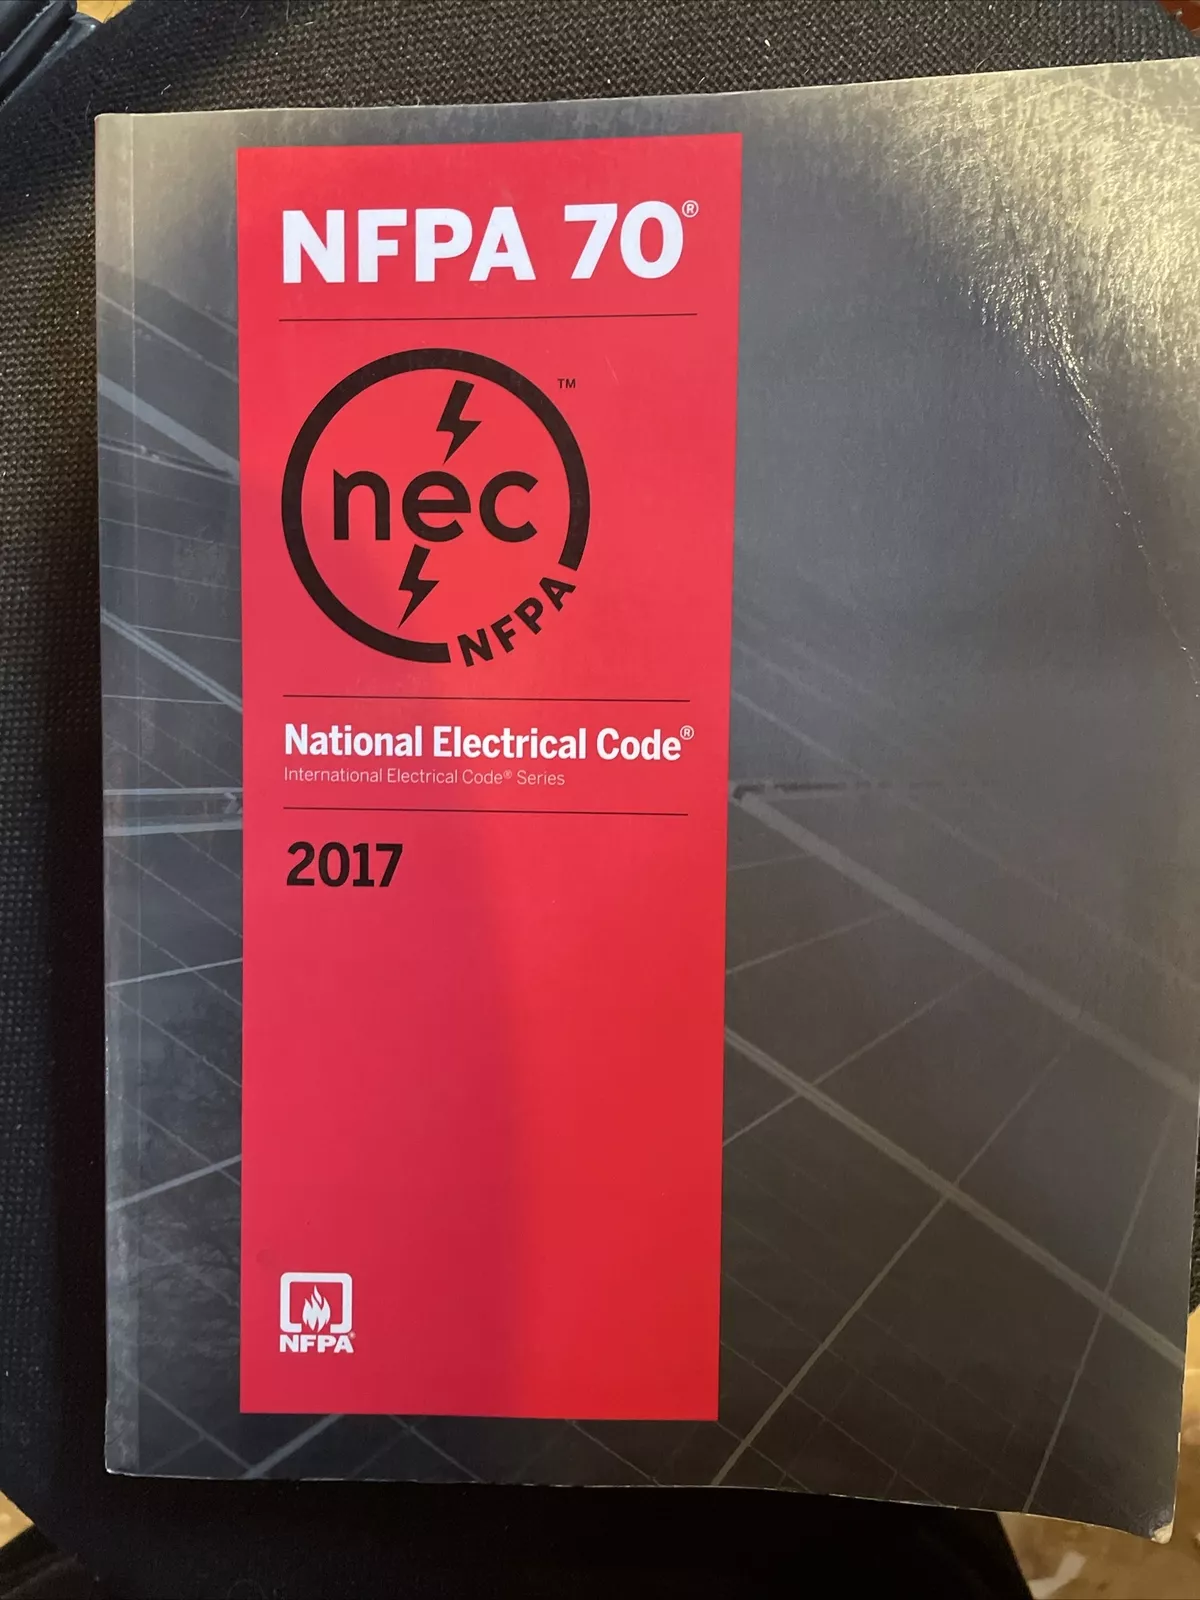 NFPA 70®
™
nec
NFPA
National Electrical Code®
International Electrical Code® Series
2017
NFPA®